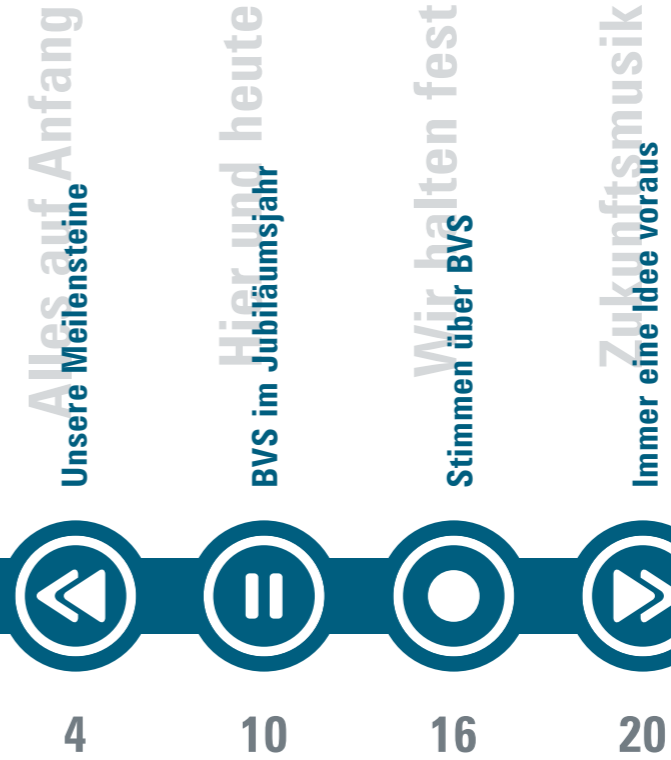 Alles auf Anfang
Unsere Meilensteine
Hier und heute
BVS im Jubiläumsjahr
Wir halten fest
Stimmen über BVS
Zukunftsmusik
Immer eine Idee voraus
4
10
16
20